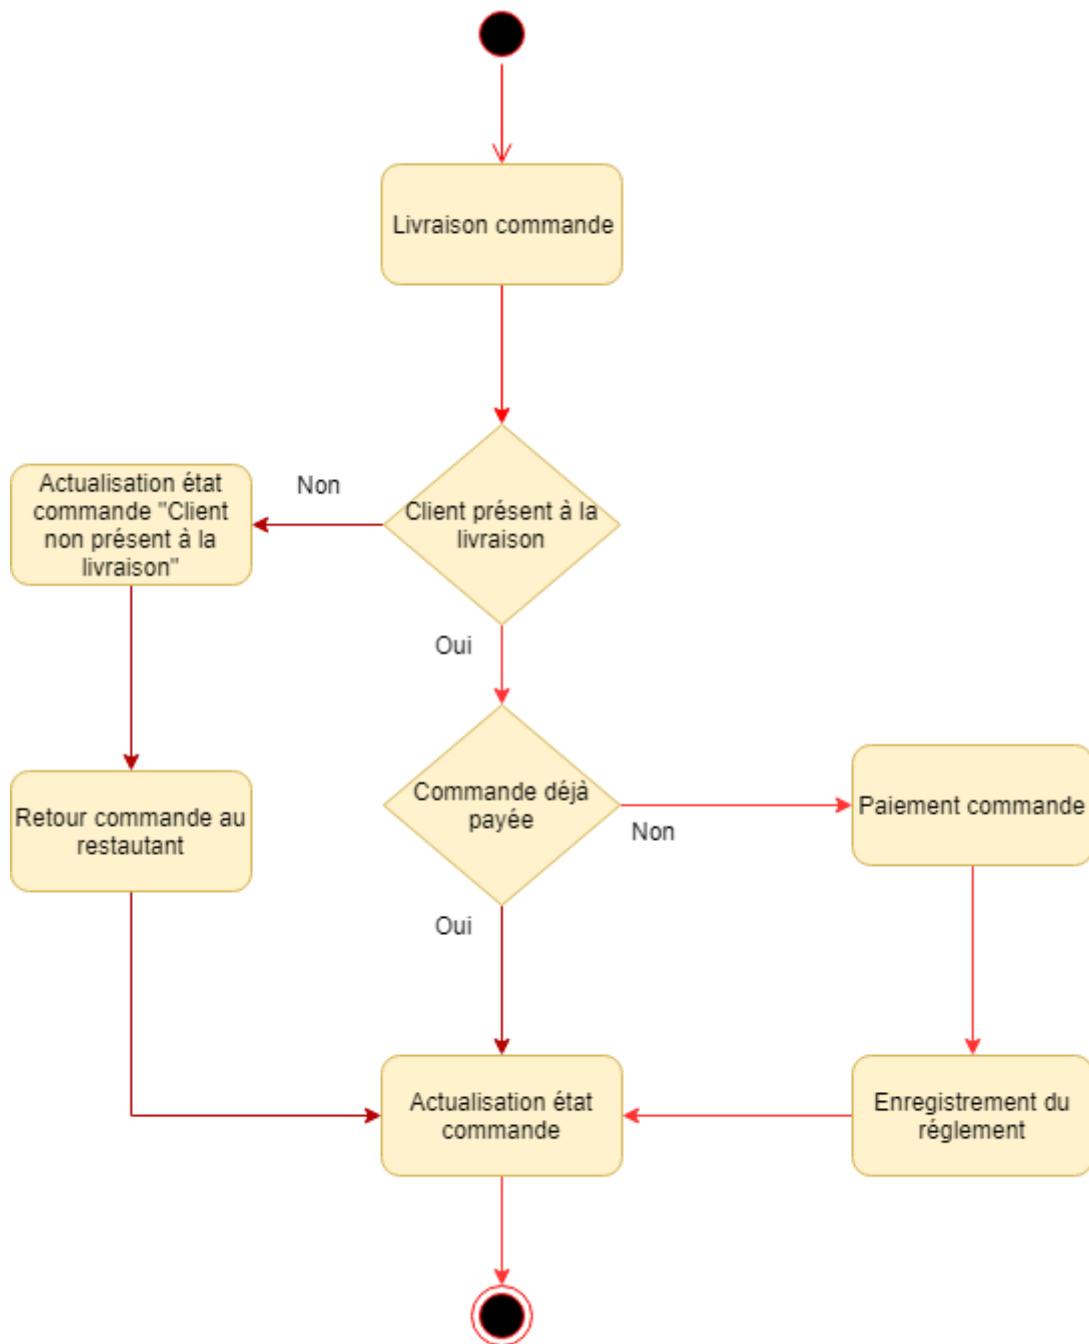 Livraison commande
Client présent à la
livraison
Non
Actualisation état
commande "Client
non présent à la
livraison"
Oui
Commande déjà
payée
Non
Paiement commande
Retour commande au
restautant
Oui
Actualisation état
commande
Enregistrement du
réglement